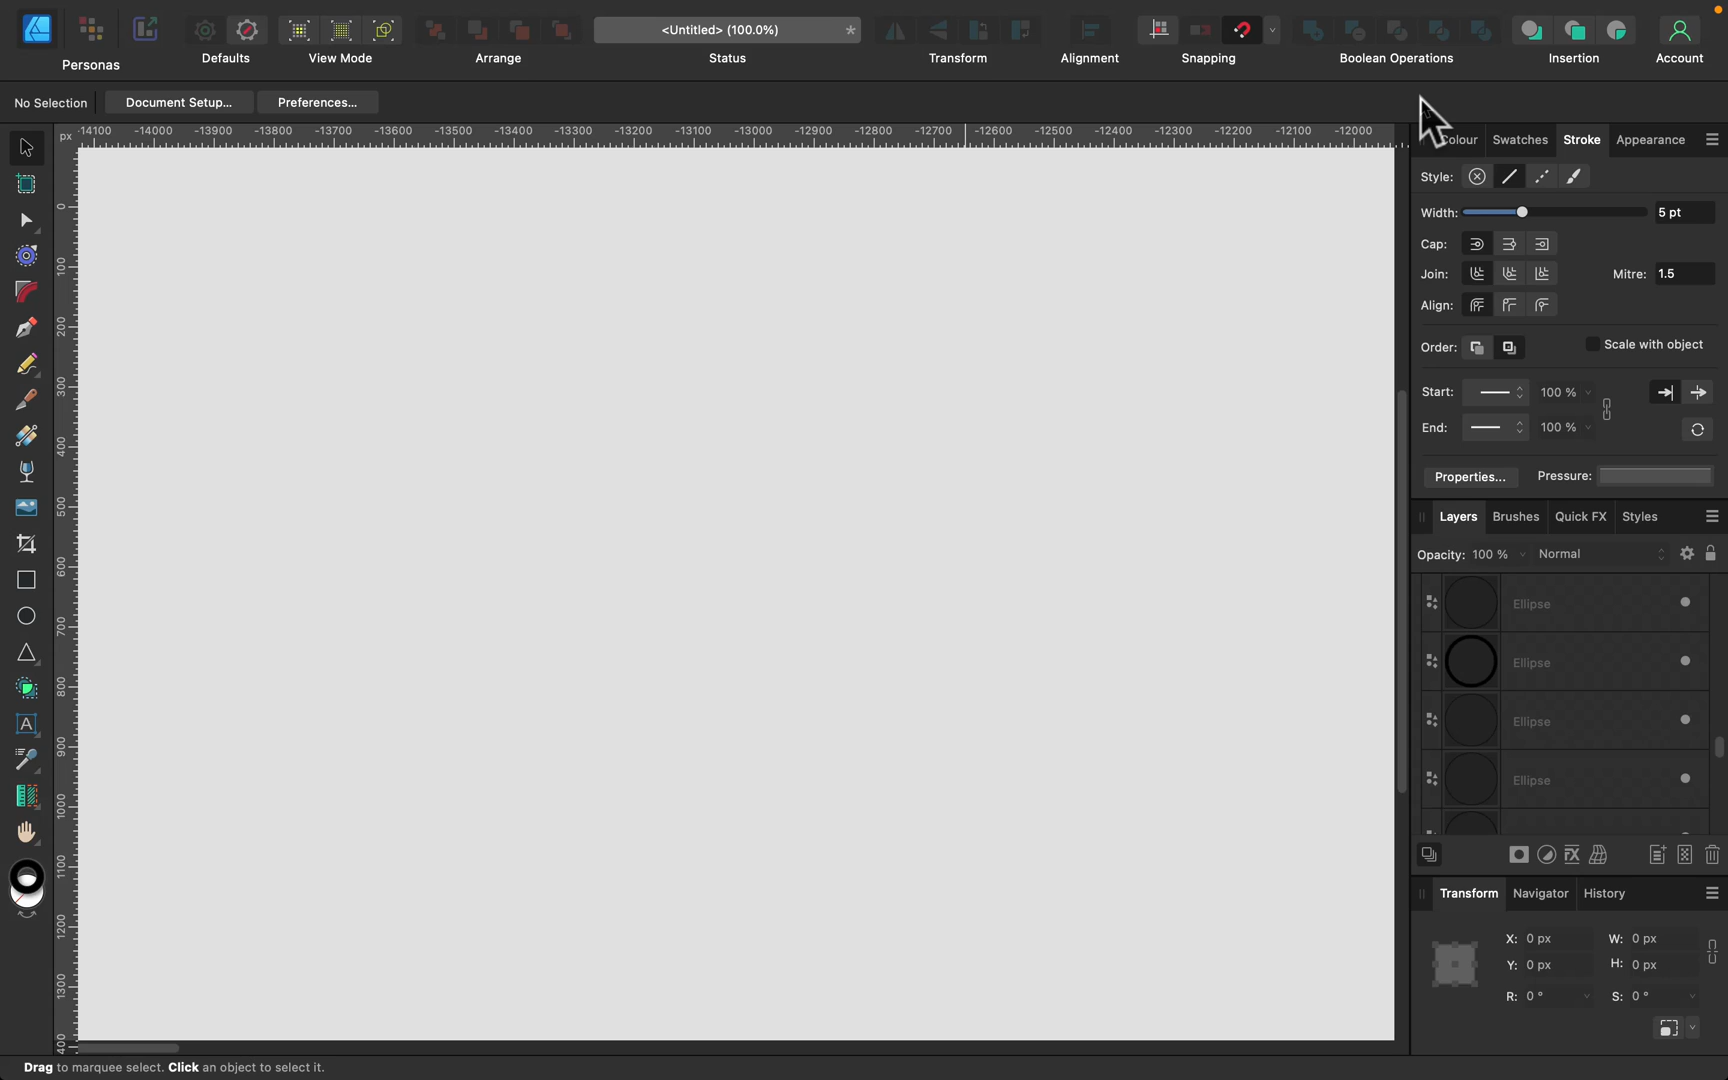 <Untitled> (100.0%) *
Personas Defaults View Mode Arrange Status Transform Alignment Snapping Boolean Operations Insertion Account
No Selection Document Setup... Preferences...
px -14100 -14000 -13900 -13800 -13700 -13600 -13500 -13400 -13300 -13200 -13100 -13000 -12900 -12800 -12700 -12600 -12500 -12400 -12300 -12200 -12100 -12000
0
100
200
300
400
500
600
700
800
900
1000
1100
1200
1300
400
olour Swatches Stroke Appearance
Style:
Width: 5 pt
Cap:
Join: Mitre: 1.5
Align:
Order: Scale with object
Start: 100 %
End: 100 %
Properties... Pressure:
Layers Brushes Quick FX Styles
Opacity: 100 % Normal
Ellipse
Ellipse
Ellipse
Ellipse
Transform Navigator History
X: 0 px W: 0 px
Y: 0 px H: 0 px
R: 0 ° S: 0 °
Drag to marquee select. Click an object to select it.